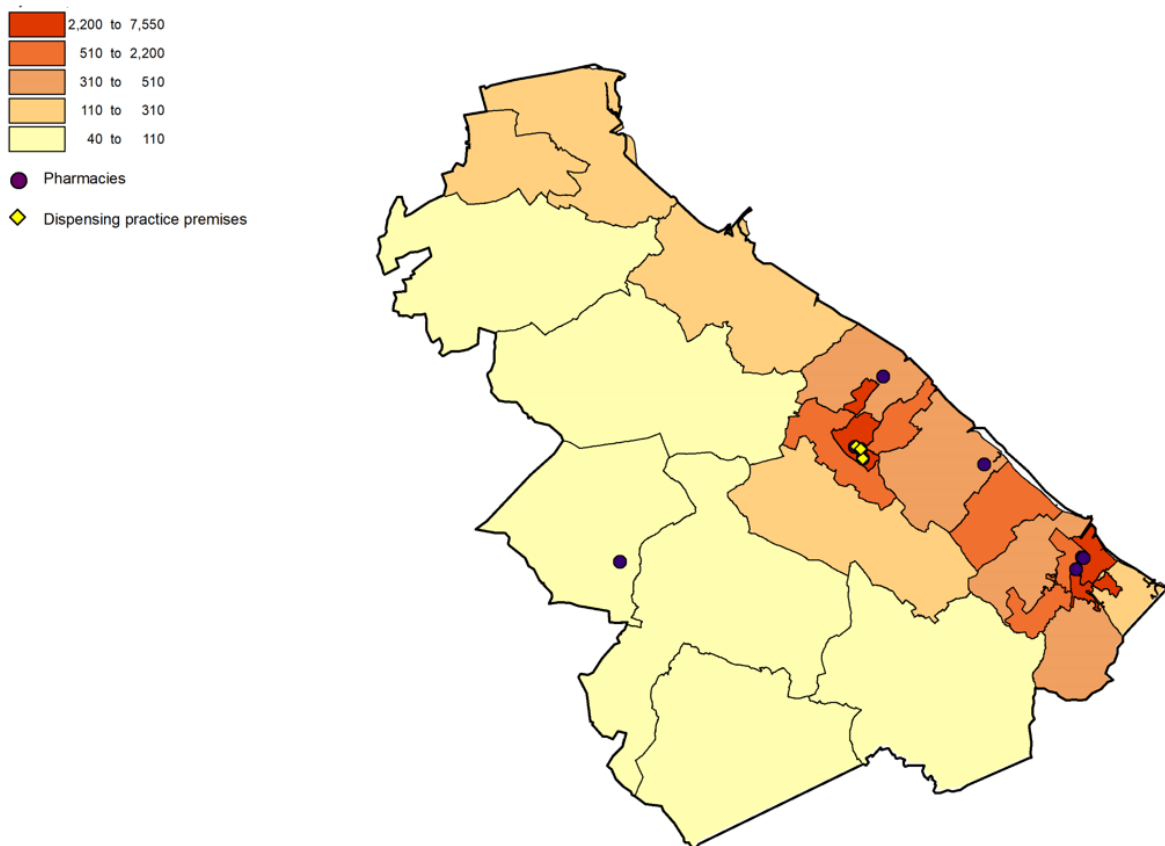 2,200 to 7,550
510 to 2,200
310 to 510
110 to 310
40 to 110
Pharmacies
Dispensing practice premises